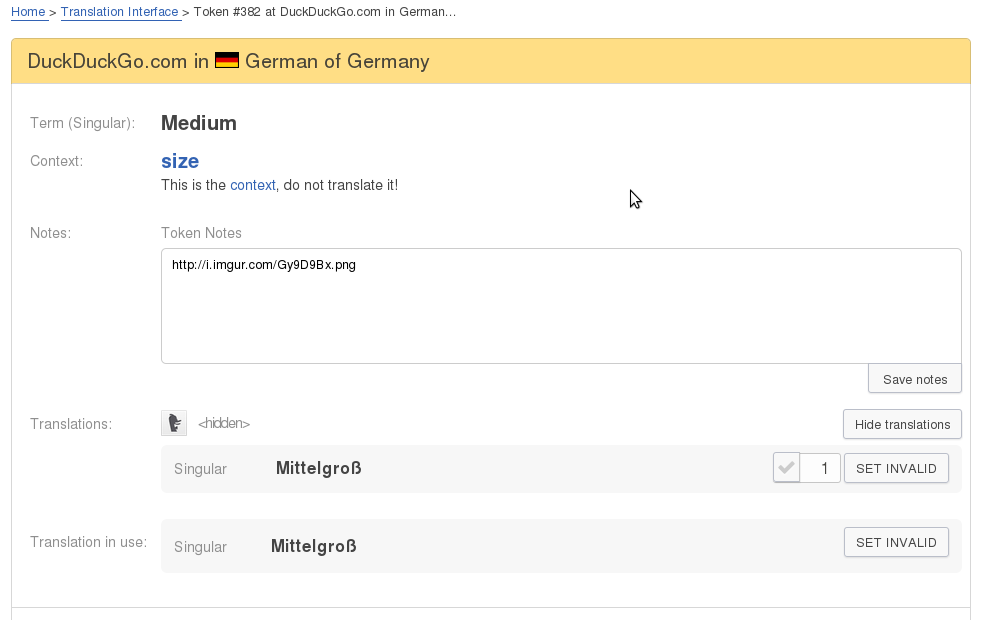 Home > Translation Interface > Token #382 at DuckDuckGo.com in German...
DuckDuckGo.com in German of Germany
Term (Singular): Medium
Context: size
This is the context, do not translate it!
Notes: Token Notes
http://i.imgur.com/Gy9D9Bx.png
Save notes
Translations: <hidden> Hide translations
Singular Mittelgroß 1 SET INVALID
Translation in use: Singular Mittelgroß SET INVALID